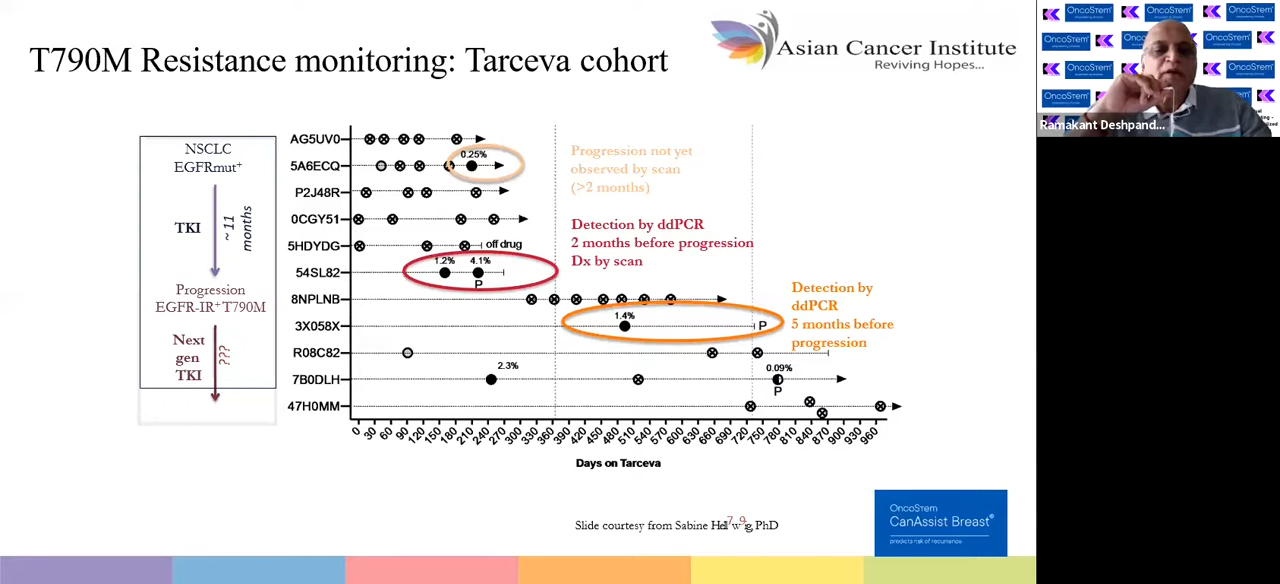 T790M Resistance monitoring: Tarceva cohort
Asian Cancer Institute
Reviving Hopes...
NSCLC
EGFRmut+
TKI
~ 11
months
Progression
EGFR-IR+T790M
Next
gen
TKI
???
AG5UV0
5A6ECQ
0.25%
P2J48R
0CGY51
5HDYDG
off drug
54SL82
1.2%
4.1%
P
8NPLNB
3X058X
1.4%
P
R08C82
7B0DLH
2.3%
0.09%
P
47H0MM
Progression not yet
observed by scan
(>2 months)
Detection by ddPCR
2 months before progression
Dx by scan
Detection by
ddPCR
5 months before
progression
0 30 60 90 120 150 180 210 240 270 300 330 360 390 420 450 480 510 540 570 600 630 660 690 720 750 780 810 840 870 900 930 960
Days on Tarceva
Slide courtesy from Sabine PhD
OncoStem
CanAssist Breast®
predicts risk of recurrence
OncoStem
OncoStem
OncoStem
OncoStem
OncoStem
OncoStem
Ramakant Deshpand...